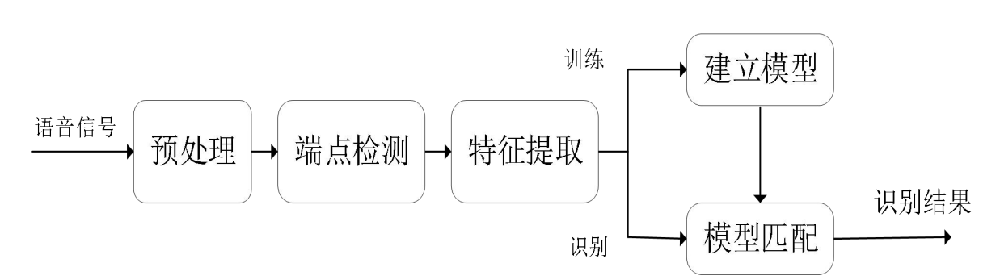 语音信号
预处理
端点检测
特征提取
训练
建立模型
识别
模型匹配
识别结果